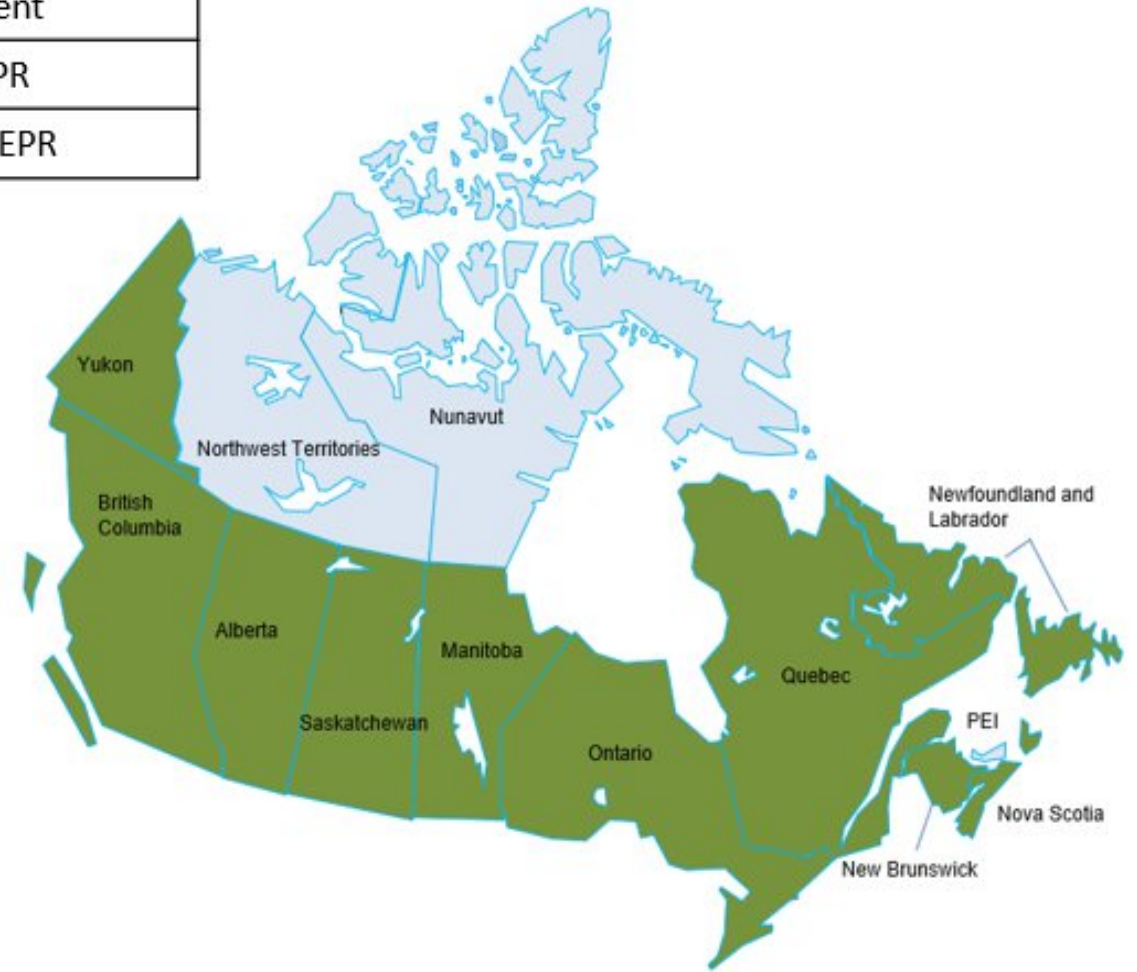 ent
PR
EPR
Yukon
Nunavut
Northwest Territories
British
Columbia
Newfoundland and
Labrador
Alberta
Manitoba
Quebec
Saskatchewan
PEI
Ontario
Nova Scotia
New Brunswick